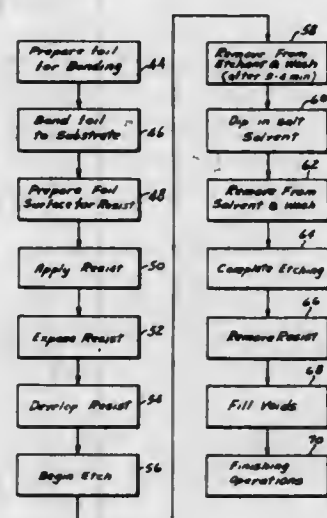 Prepare Foil
for Bonding
44
Bond Foil
to Substrate
46
Prepare Foil
Surface for Resist
48
Apply Resist
50
Expose Resist
52
Develop Resist
54
Begin Etch
56
58
Remove From
Etchant & Wash
60
Dip in Salt
Solvent
62
Remove From
Solvent & Wash
64
Complete Etching
66
Remove Resist
68
Fill Voids
70
Finishing
Operations